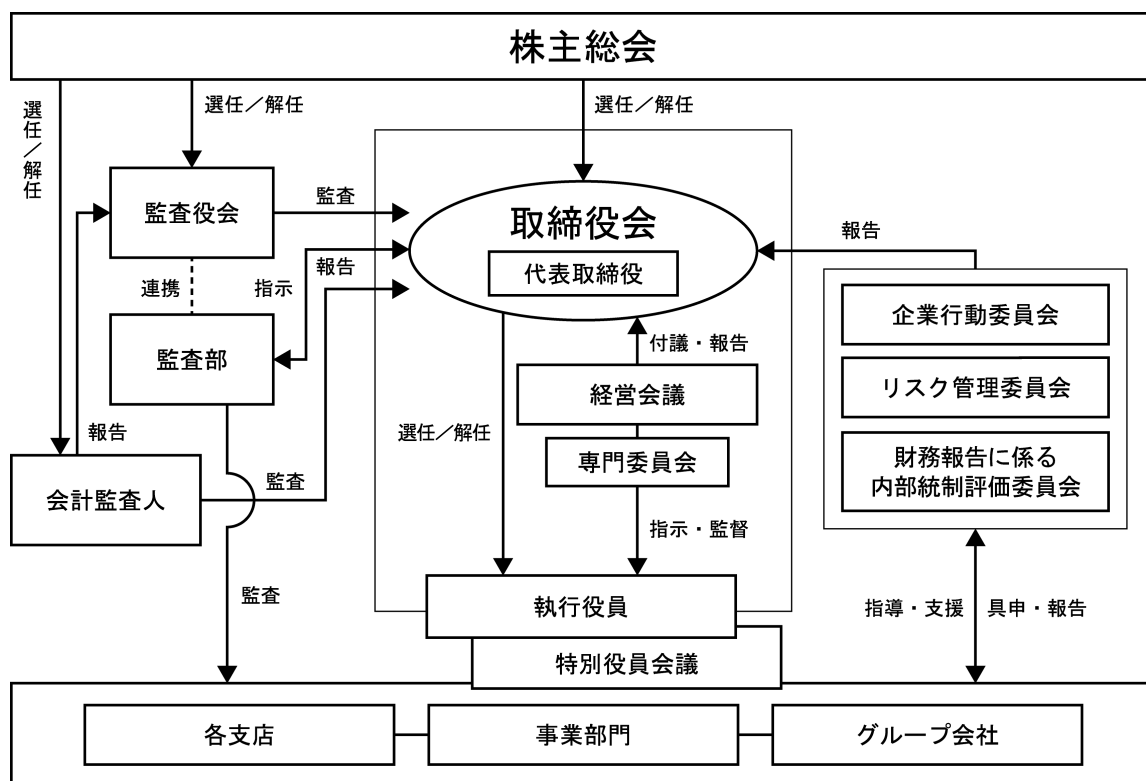 株主総会
選任／解任
選任／解任
選任／解任
監査役会
監査
取締役会
代表取締役
報告
連携
指示
報告
監査部
企業行動委員会
リスク管理委員会
財務報告に係る
内部統制評価委員会
付議・報告
経営会議
専門委員会
選任／解任
報告
会計監査人
監査
指示・監督
監査
執行役員
特別役員会議
指導・支援
具申・報告
各支店
事業部門
グループ会社